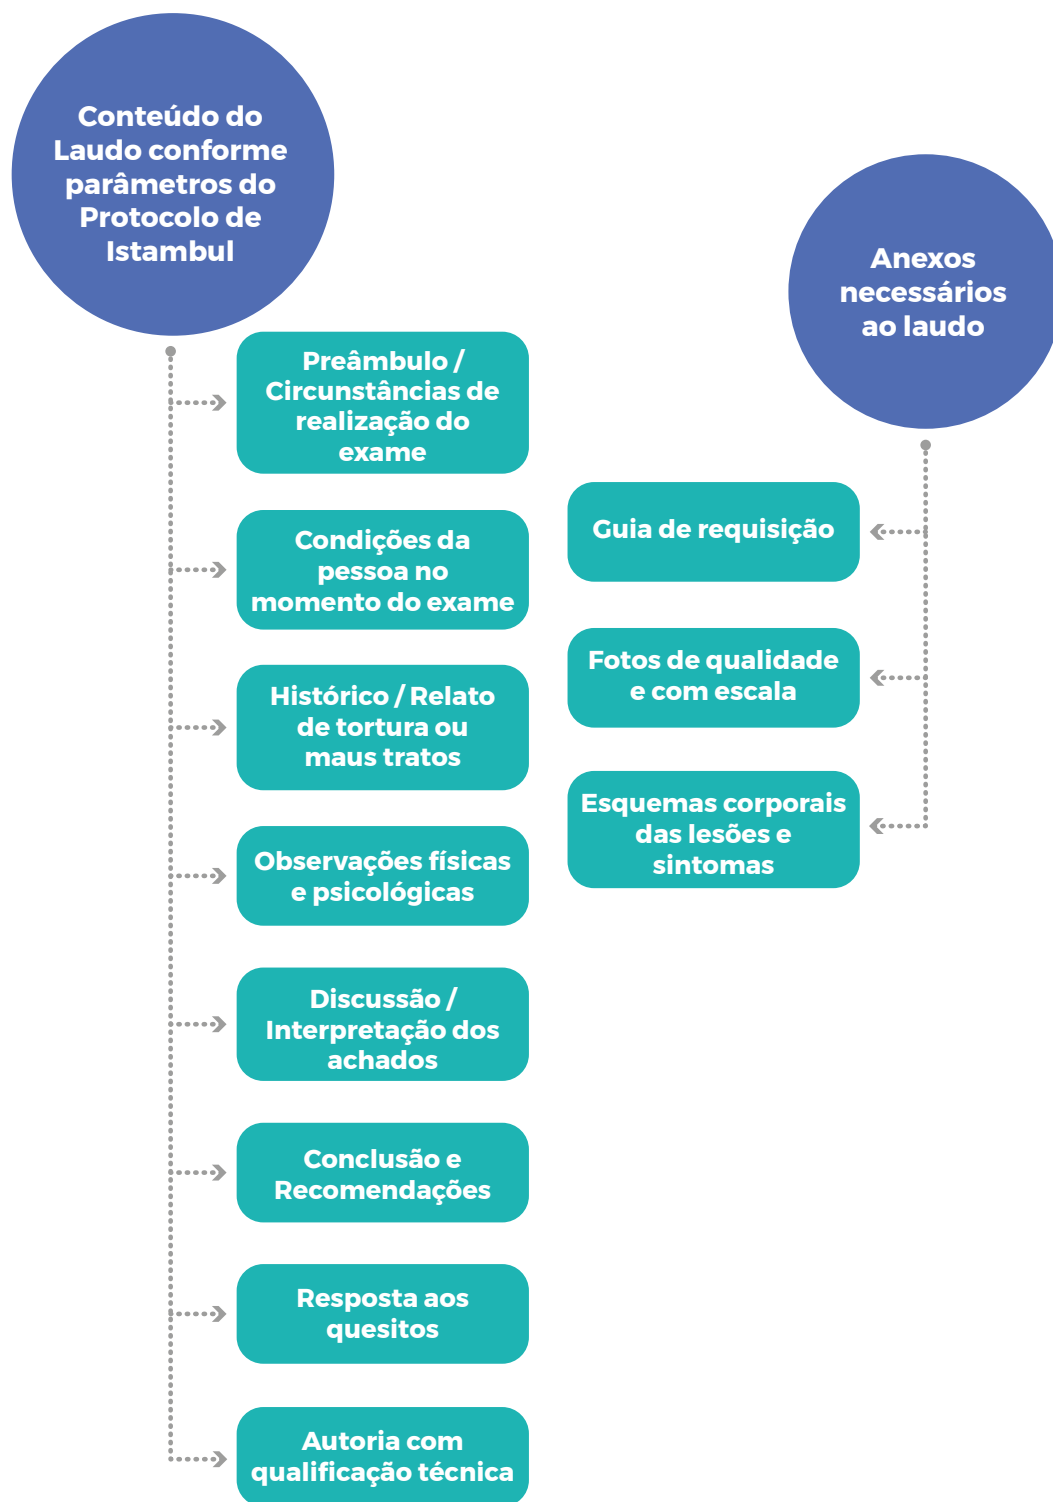 Conteúdo do
Laudo conforme
parâmetros do
Protocolo de
Istambul
Preâmbulo /
Circunstâncias de
realização do
exame
Condições da
pessoa no
momento do exame
Histórico / Relato
de tortura ou
maus tratos
Observações físicas
e psicológicas
Discussão /
Interpretação dos
achados
Conclusão e
Recomendações
Resposta aos
quesitos
Autoria com
qualificação técnica
Anexos
necessários
ao laudo
Guia de requisição
Fotos de qualidade
e com escala
Esquemas corporais
das lesões e
sintomas